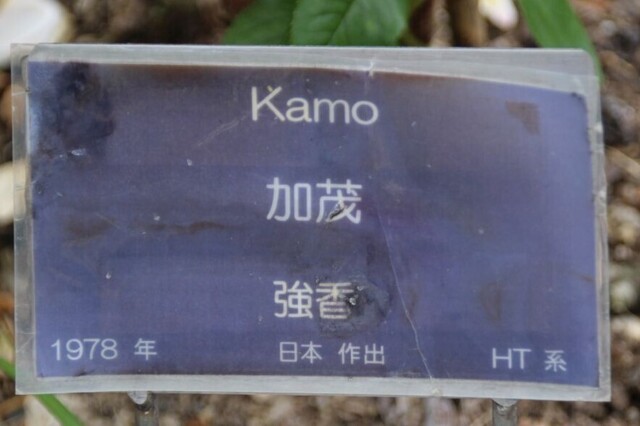 Kamo
加茂
強香
1978 年 日本 作出 HT 系